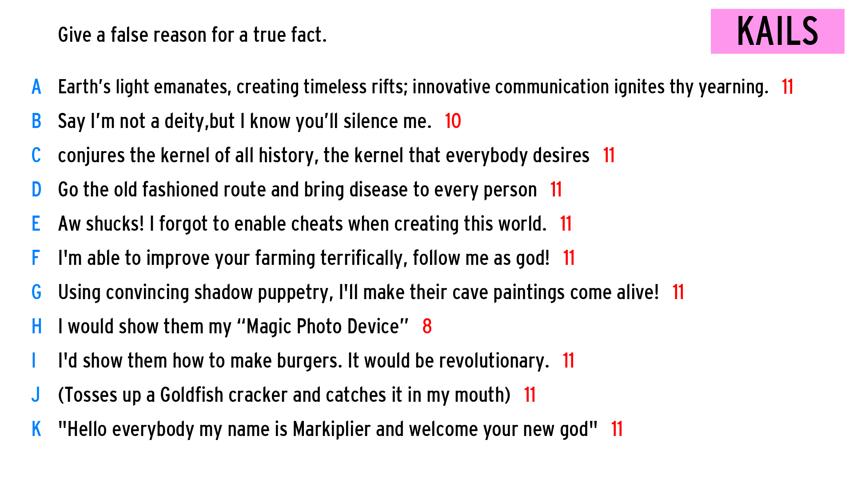 Give a false reason for a true fact.
KAILS
A Earth's light emanates, creating timeless rifts; innovative communication ignites thy yearning. 11
B Say I'm not a deity,but I know you'll silence me. 10
C conjures the kernel of all history, the kernel that everybody desires 11
D Go the old fashioned route and bring disease to every person 11
E Aw shucks! I forgot to enable cheats when creating this world. 11
F I'm able to improve your farming terrifically, follow me as god! 11
G Using convincing shadow puppetry, I'll make their cave paintings come alive! 11
H I would show them my “Magic Photo Device” 8
I I'd show them how to make burgers. It would be revolutionary. 11
J (Tosses up a Goldfish cracker and catches it in my mouth) 11
K "Hello everybody my name is Markiplier and welcome your new god" 11